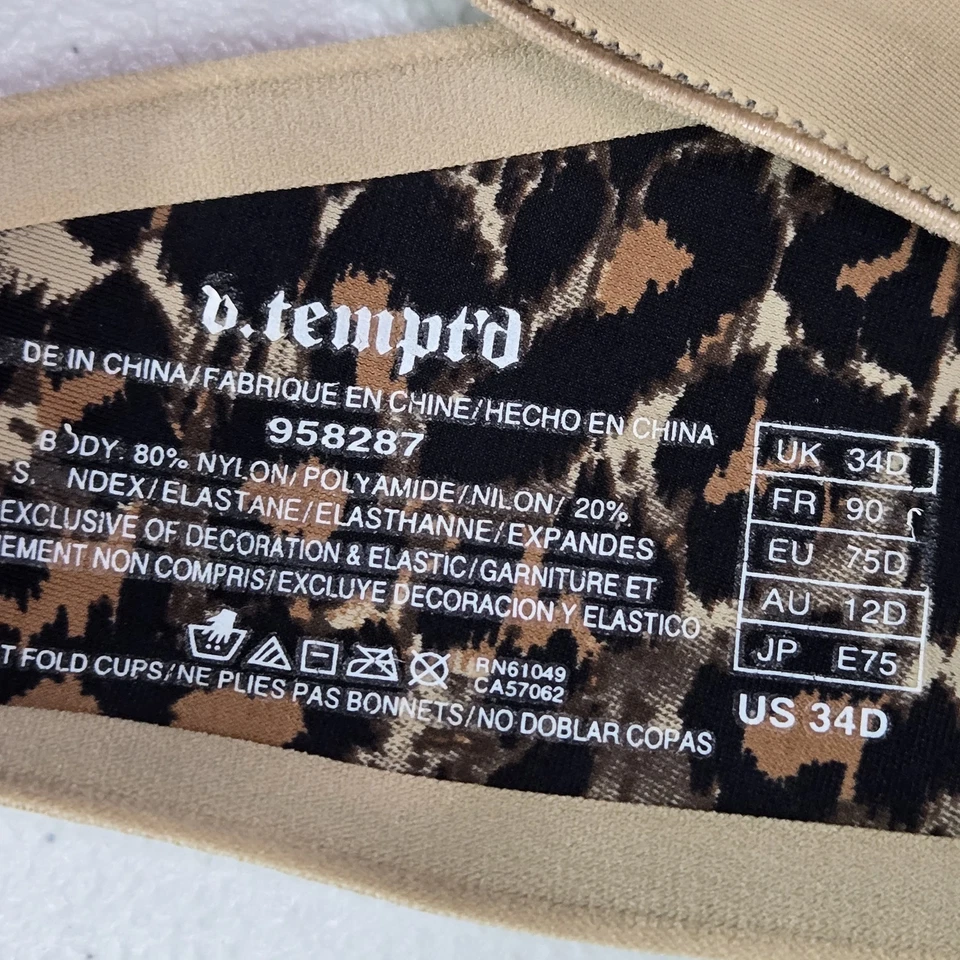 v.tempt'd
DE IN CHINA/FABRIQUE EN CHINE/HECHO EN CHINA
958287
BODY: 80% NYLON/POLYAMIDE/NILON/ 20%
S. NDEX/ELASTANE/ELASTHANNE/EXPANDES
EXCLUSIVE OF DECORATION & ELASTIC/GARNITURE ET
EMENT NON COMPRIS/EXCLUYE DECORACION Y ELASTICO
RN61049
CA57062
T FOLD CUPS/NE PLIES PAS BONNETS/NO DOBLAR COPAS
UK 34D
FR 90
EU 75D
AU 12D
JP E75
US 34D